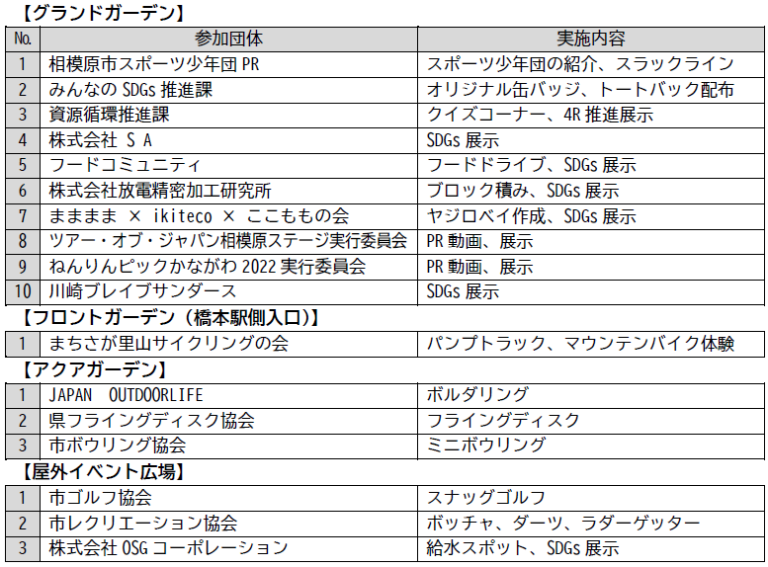 【グランドガーデン】
No. 参加団体 実施内容
1 相模原市スポーツ少年団 PR スポーツ少年団の紹介、スラックライン
2 みんなの SDGs 推進課 オリジナル缶バッジ、トートバック配布
3 資源循環推進課 クイズコーナー、4R 推進展示
4 株式会社 S A SDGs 展示
5 フードコミュニティ フードドライブ、SDGs 展示
6 株式会社放電精密加工研究所 ブロック積み、SDGs 展示
7 まままま × ikiteco × ここももの会 ヤジロベイ作成、SDGs 展示
8 ツアー・オブ・ジャパン相模原ステージ実行委員会 PR 動画、展示
9 ねんりんピックかながわ 2022 実行委員会 PR 動画、展示
10 川崎ブレイブサンダース SDGs 展示
【フロントガーデン（橋本駅側入口）】
1 まちさが里山サイクリングの会 パンプトラック、マウンテンバイク体験
【アクアガーデン】
1 JAPAN OUTDOORLIFE ボルダリング
2 県フライングディスク協会 フライングディスク
3 市ボウリング協会 ミニボウリング
【屋外イベント広場】
1 市ゴルフ協会 スナッグゴルフ
2 市レクリエーション協会 ボッチャ、ダーツ、ラダーゲッター
3 株式会社 OSG コーポレーション 給水スポット、SDGs 展示